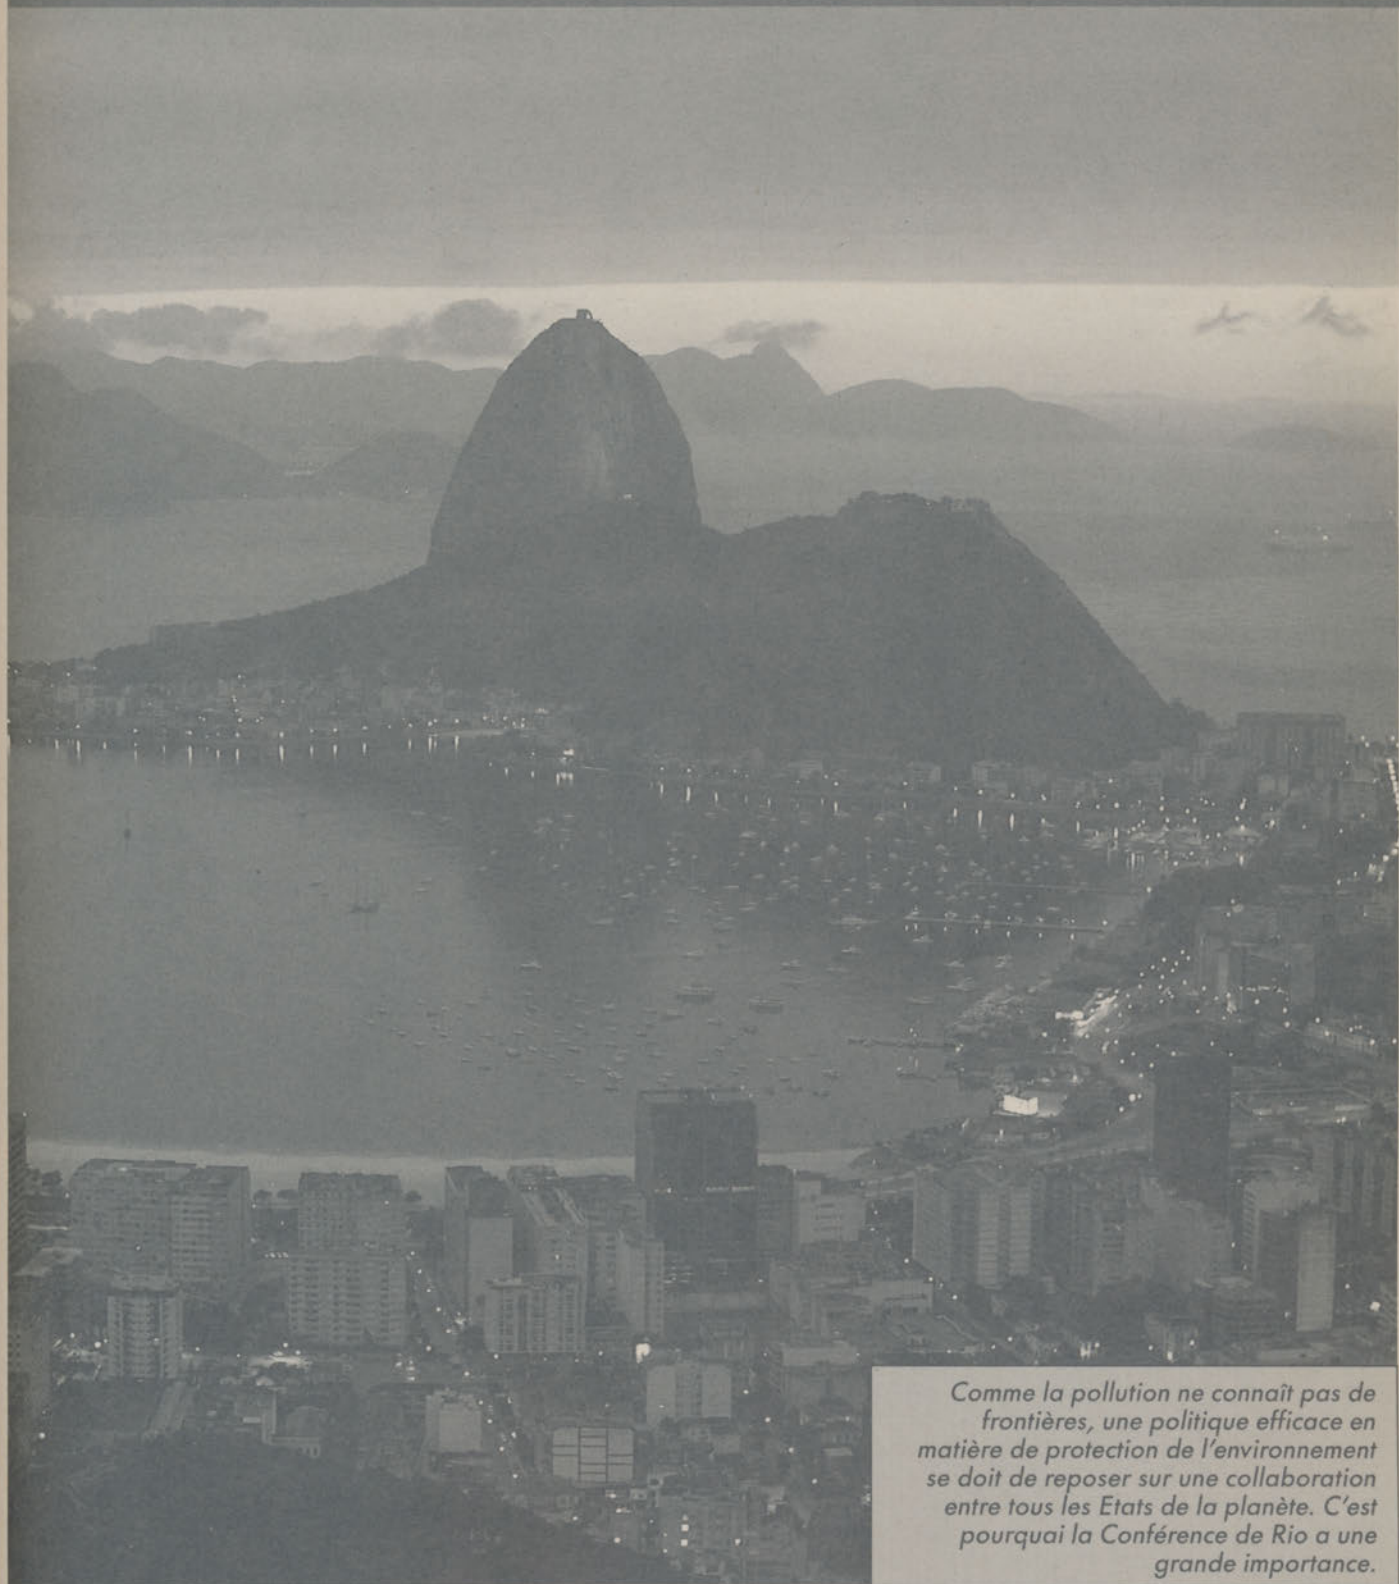 Comme la pollution ne connaît pas de
frontières, une politique efficace en
matière de protection de l'environnement
se doit de reposer sur une collaboration
entre tous les Etats de la planète. C'est
pourquai la Conférence de Rio a une
grande importance.